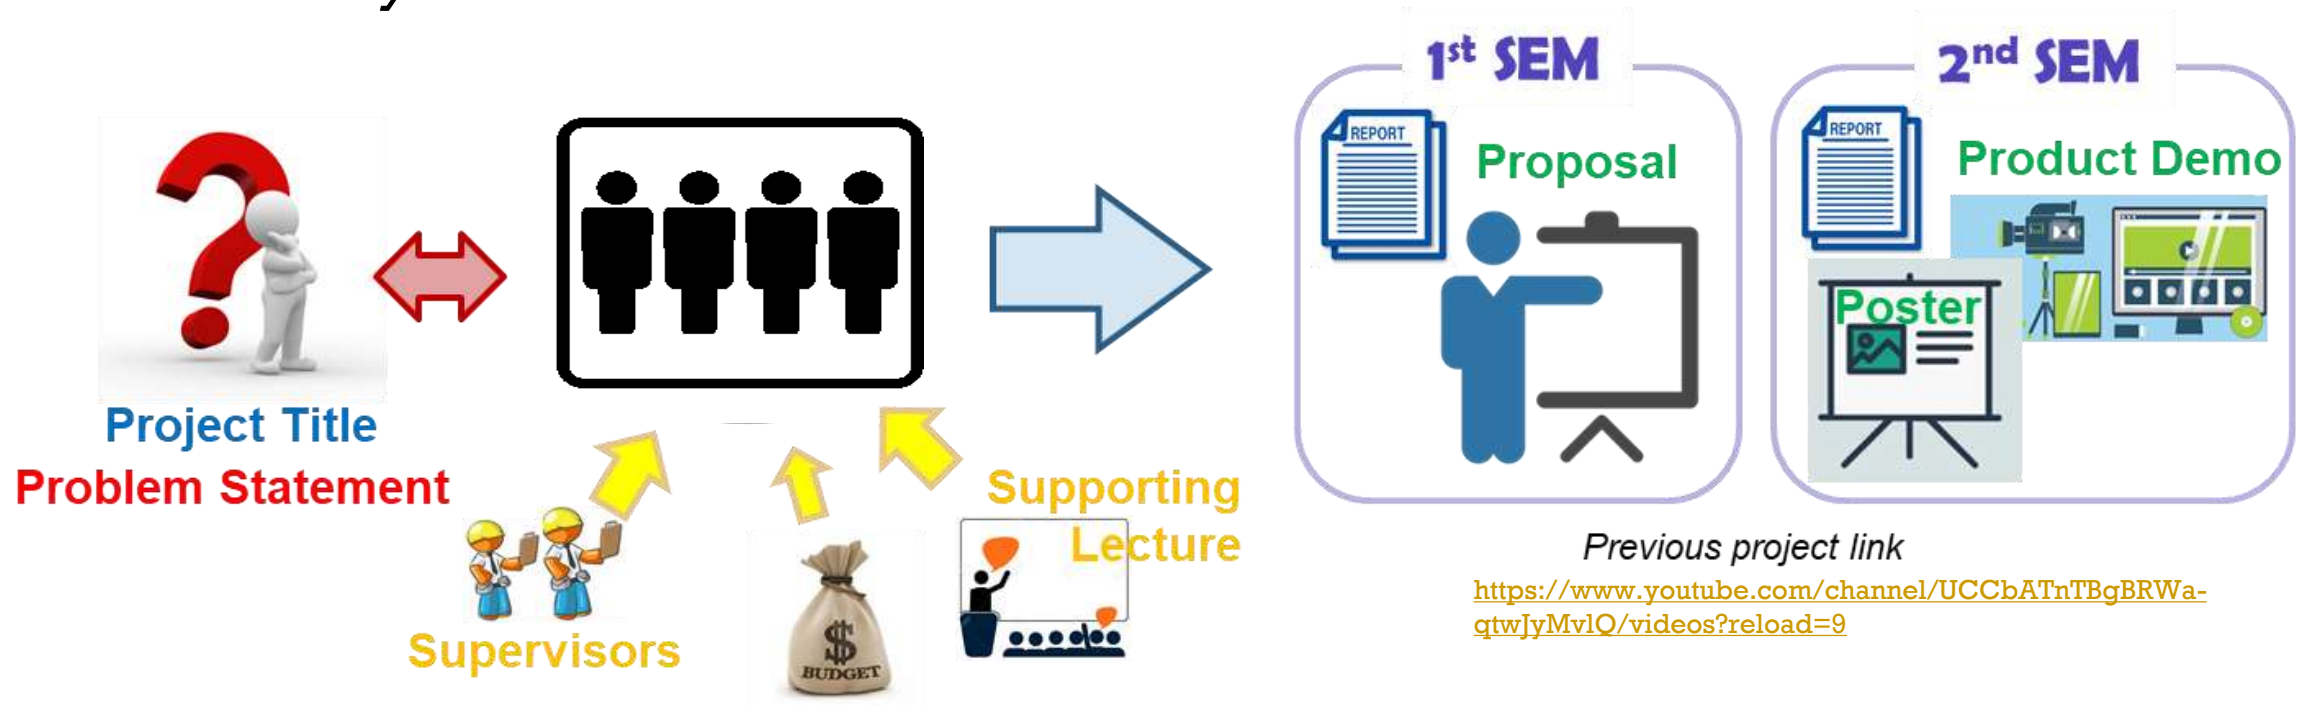 1st SEM
2nd SEM
REPORT
Proposal
REPORT
Product Demo
Poster
Project Title
Problem Statement
Supporting
Lecture
Supervisors
$
BUDGET
Previous project link
https://www.youtube.com/channel/UCCbATnTBgBRWa-
qtwJyMvlQ/videos?reload=9